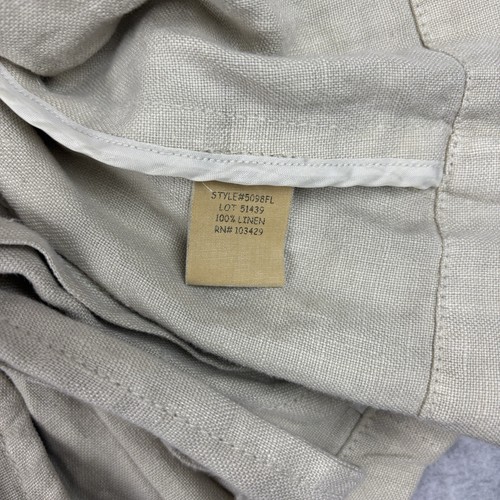 STYLE#5098FL
LOT 51439
100% LINEN
RN# 103429